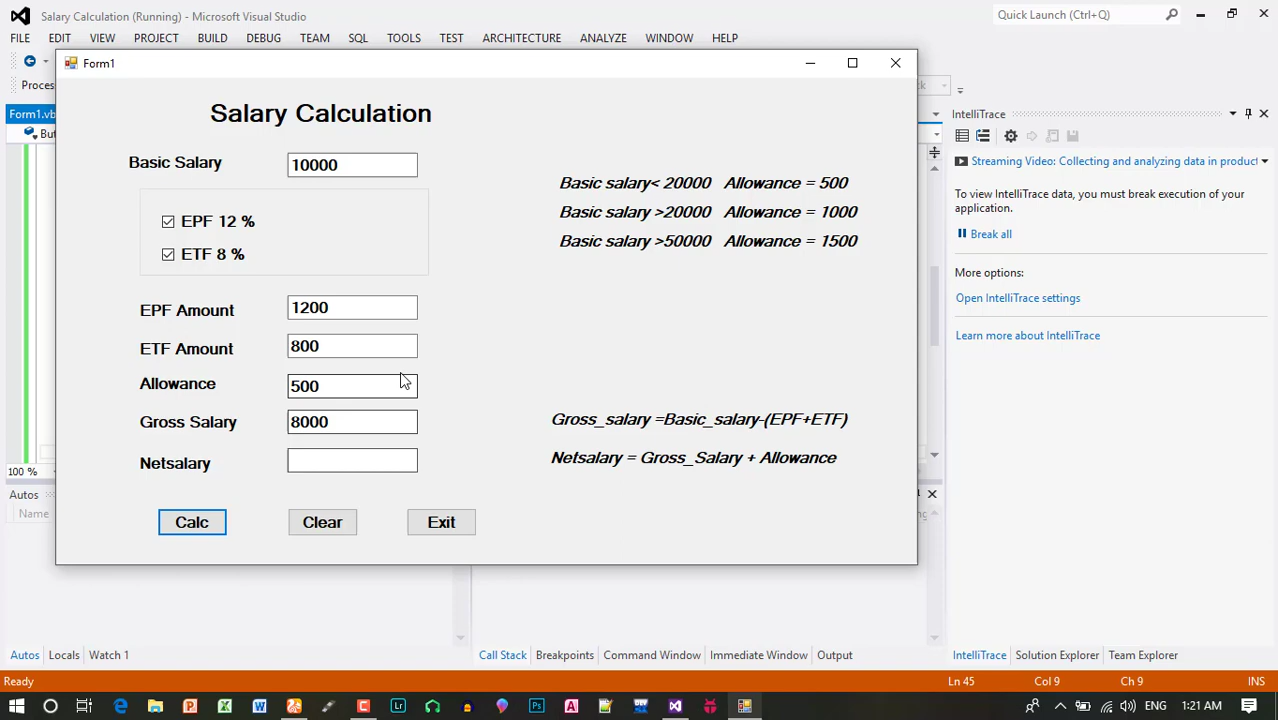 Salary Calculation (Running) - Microsoft Visual Studio
Quick Launch (Ctrl+Q)
FILE EDIT VIEW PROJECT BUILD DEBUG TEAM SQL TOOLS TEST ARCHITECTURE ANALYZE WINDOW HELP
Form1
Proces
Form1.vb
But
Salary Calculation
Basic Salary 10000
EPF 12 %
ETF 8 %
Basic salary< 20000 Allowance = 500
Basic salary >20000 Allowance = 1000
Basic salary >50000 Allowance = 1500
EPF Amount 1200
ETF Amount 800
Allowance 500
Gross Salary 8000
Netsalary
Gross_salary =Basic_salary-(EPF+ETF)
Netsalary = Gross_Salary + Allowance
Calc Clear Exit
IntelliTrace
Streaming Video: Collecting and analyzing data in product
To view IntelliTrace data, you must break execution of your
application.
Break all
More options:
Open IntelliTrace settings
Learn more about IntelliTrace
100 %
Autos
Name
Autos Locals Watch 1
Call Stack Breakpoints Command Window Immediate Window Output
IntelliTrace Solution Explorer Team Explorer
Ready Ln 45 Col 9 Ch 9 INS
ENG 1:21 AM